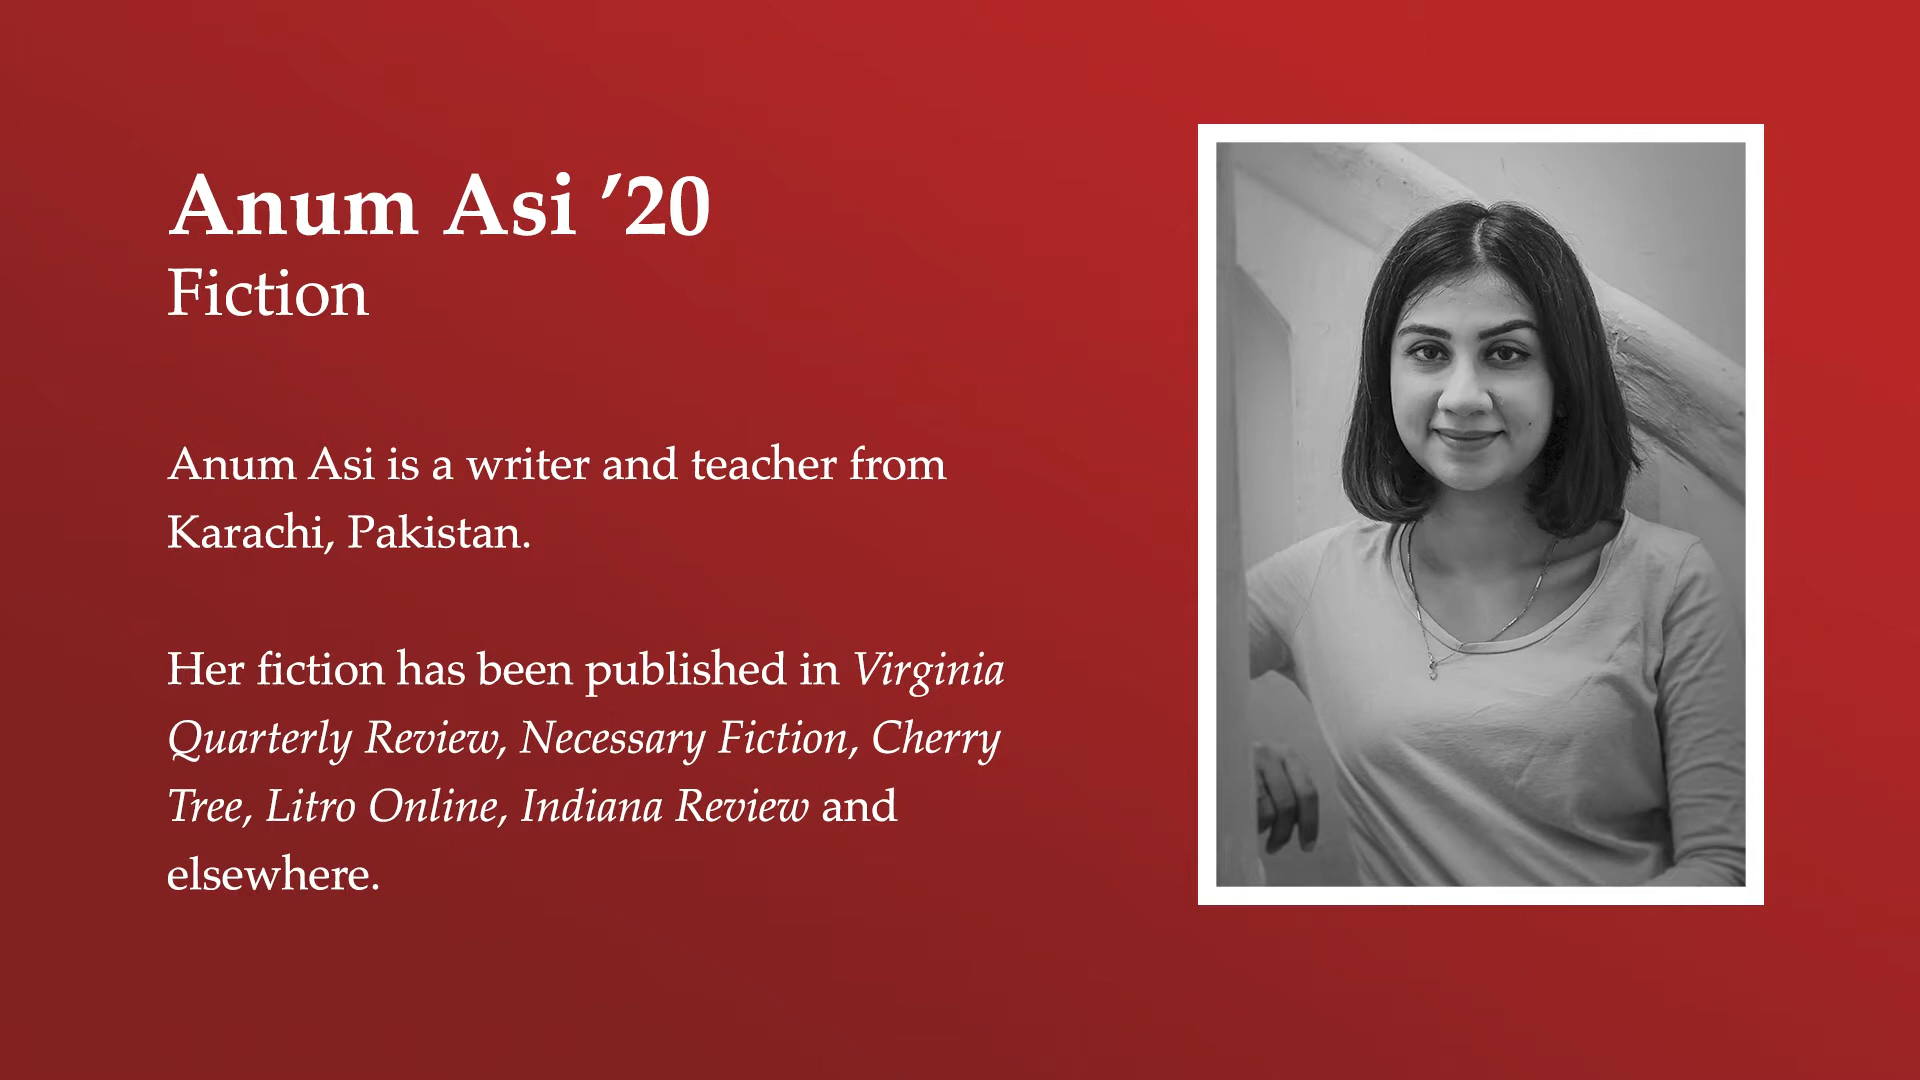 Anum Asi ’20
Fiction
Anum Asi is a writer and teacher from
Karachi, Pakistan.
Her fiction has been published in Virginia
Quarterly Review, Necessary Fiction, Cherry
Tree, Litro Online, Indiana Review and
elsewhere.